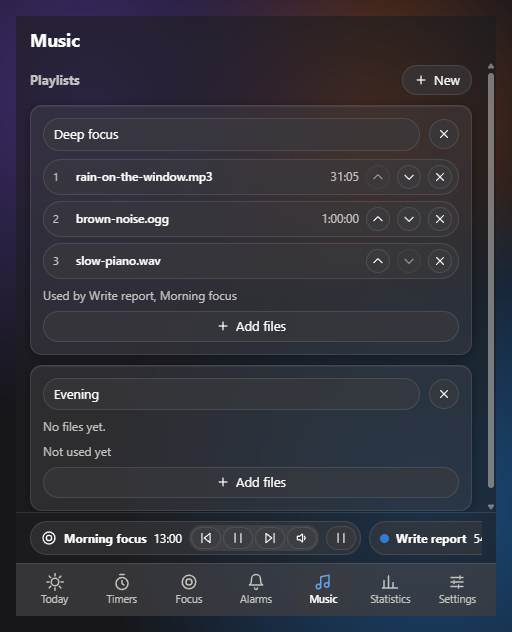 Music
Playlists
New
Deep focus
1 rain-on-the-window.mp3 31:05
2 brown-noise.ogg 1:00:00
3 slow-piano.wav
Used by Write report, Morning focus
Add files
Evening
No files yet.
Not used yet
Add files
Morning focus 13:00
Write report
Today Timers Focus Alarms Music Statistics Settings